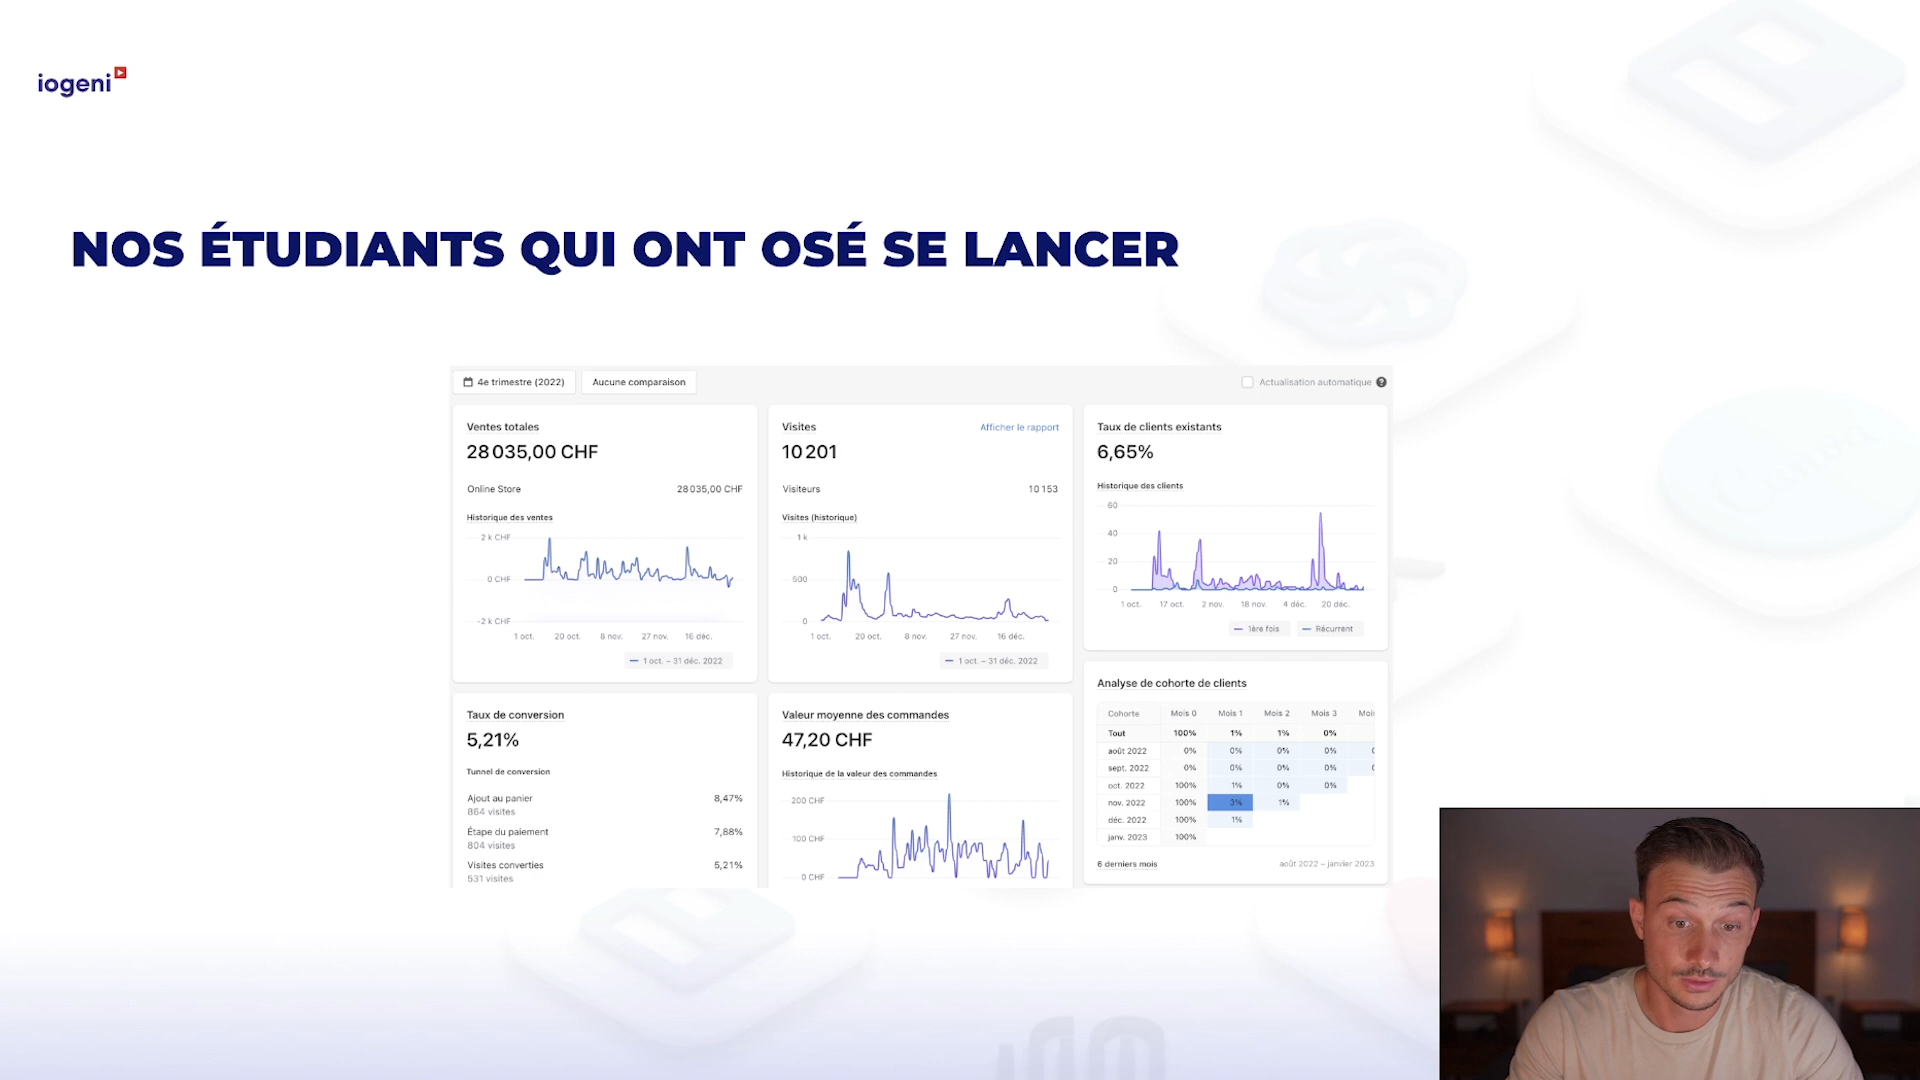 iogeni
NOS ÉTUDIANTS QUI ONT OSÉ SE LANCER
4e trimestre (2022)
Aucune comparaison
Actualisation automatique
Ventes totales
28 035,00 CHF
Online Store 28 035,00 CHF
Historique des ventes
2 k CHF
0 CHF
-2 k CHF
1 oct. 20 oct. 8 nov. 27 nov. 16 déc.
1 oct. – 31 déc. 2022
Visites
Afficher le rapport
10 201
Visiteurs 10 153
Visites (historique)
1 k
500
0
1 oct. 20 oct. 8 nov. 27 nov. 16 déc.
1 oct. – 31 déc. 2022
Taux de clients existants
6,65%
Historique des clients
60
40
20
0
1 oct. 17 oct. 2 nov. 18 nov. 4 déc. 20 déc.
1ère fois Récurrent
Taux de conversion
5,21%
Tunnel de conversion
Ajout au panier 8,47%
864 visites
Étape du paiement 7,88%
804 visites
Visites converties 5,21%
531 visites
Valeur moyenne des commandes
47,20 CHF
Historique de la valeur des commandes
200 CHF
100 CHF
0 CHF
Analyse de cohorte de clients
Cohorte Mois 0 Mois 1 Mois 2 Mois 3
Tout 100% 1% 1% 0%
août 2022 0% 0% 0% 0%
sept. 2022 0% 0% 0% 0%
oct. 2022 100% 1% 0% 0%
nov. 2022 100% 3% 1%
déc. 2022 100% 1%
janv. 2023 100%
6 derniers mois août 2022 – janvier 2023